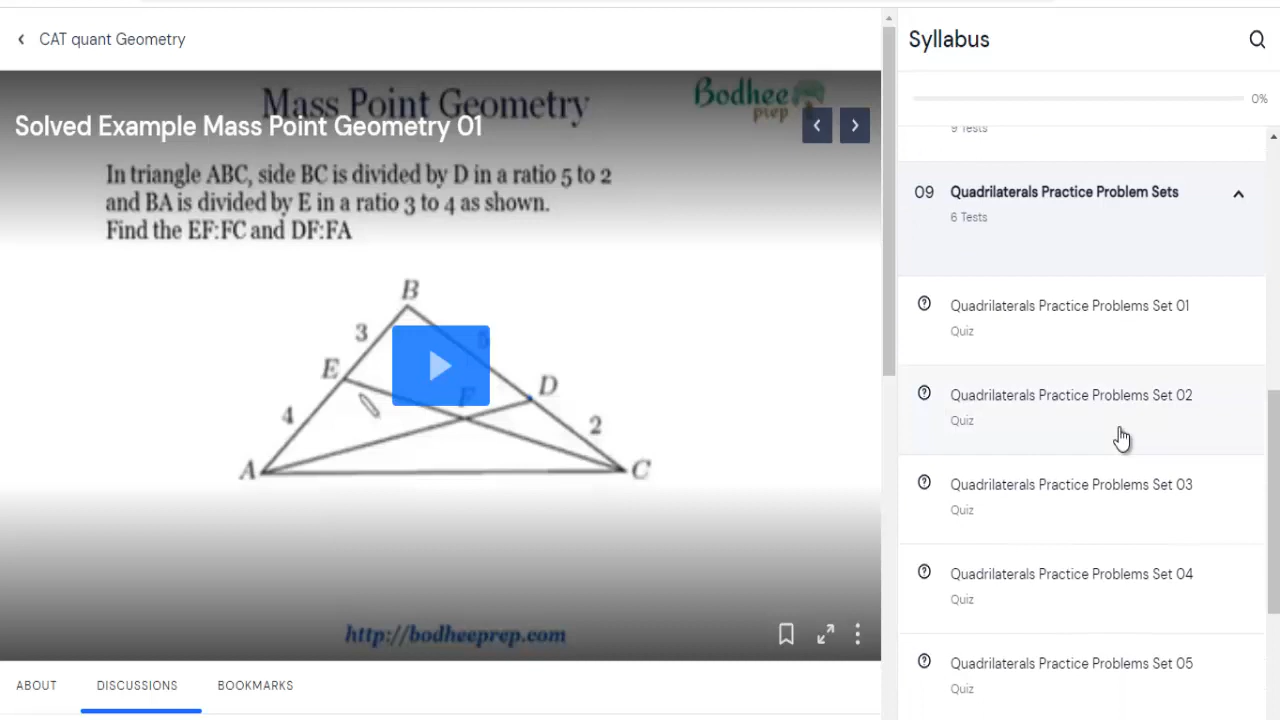 CAT quant Geometry
Mass Point Geometry
Bodhee
prep
Solved Example Mass Point Geometry 01
In triangle ABC, side BC is divided by D in a ratio 5 to 2
and BA is divided by E in a ratio 3 to 4 as shown.
Find the EF:FC and DF:FA
B
3
5
E
D
F
4
2
A
C
http://bodheeprep.com
ABOUT
DISCUSSIONS
BOOKMARKS
Syllabus
0%
9 Tests
09
Quadrilaterals Practice Problem Sets
6 Tests
Quadrilaterals Practice Problems Set 01
Quiz
Quadrilaterals Practice Problems Set 02
Quiz
Quadrilaterals Practice Problems Set 03
Quiz
Quadrilaterals Practice Problems Set 04
Quiz
Quadrilaterals Practice Problems Set 05
Quiz